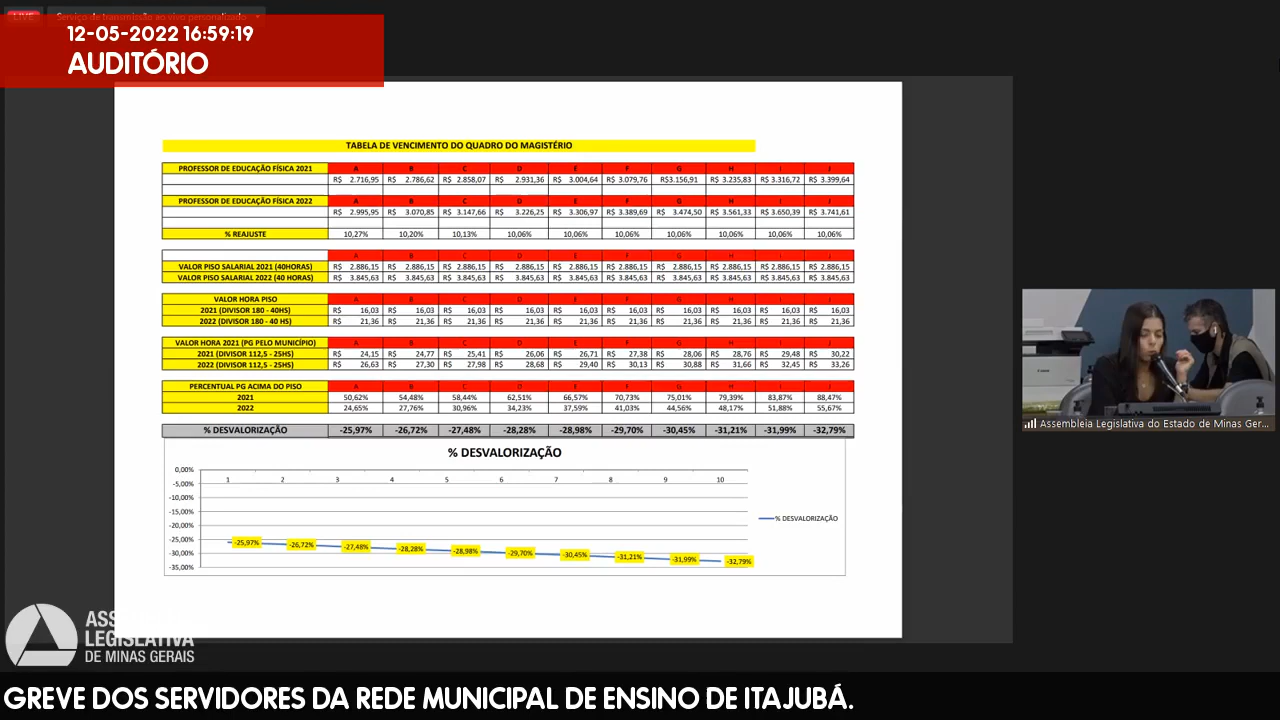 LIVE Serviço de transmissão ao vivo personalizado
12-05-2022 16:59:19
AUDITÓRIO
TABELA DE VENCIMENTO DO QUADRO DO MAGISTÉRIO
PROFESSOR DE EDUCAÇÃO FÍSICA 2021 A B C D E F G H I J
R$ 2.716,95 R$ 2.786,62 R$ 2.858,07 R$ 2.931,36 R$ 3.004,64 R$ 3.079,76 R$3.156,91 R$ 3.235,83 R$ 3.316,72 R$ 3.399,64
PROFESSOR DE EDUCAÇÃO FÍSICA 2022 A B C D E F G H I J
R$ 2.995,95 R$ 3.070,85 R$ 3.147,66 R$ 3.226,25 R$ 3.306,97 R$ 3.389,69 R$ 3.474,50 R$ 3.561,33 R$ 3.650,39 R$ 3.741,61
% REAJUSTE 10,27% 10,20% 10,13% 10,06% 10,06% 10,06% 10,06% 10,06% 10,06% 10,06%
A B C D E F G H I J
VALOR PISO SALARIAL 2021 (40HORAS) R$ 2.886,15 R$ 2.886,15 R$ 2.886,15 R$ 2.886,15 R$ 2.886,15 R$ 2.886,15 R$ 2.886,15 R$ 2.886,15 R$ 2.886,15 R$ 2.886,15
VALOR PISO SALARIAL 2022 (40 HORAS) R$ 3.845,63 R$ 3.845,63 R$ 3.845,63 R$ 3.845,63 R$ 3.845,63 R$ 3.845,63 R$ 3.845,63 R$ 3.845,63 R$ 3.845,63 R$ 3.845,63
VALOR HORA PISO A B C D E F G H I J
2021 (DIVISOR 180 - 40HS) R$ 16,03 R$ 16,03 R$ 16,03 R$ 16,03 R$ 16,03 R$ 16,03 R$ 16,03 R$ 16,03 R$ 16,03 R$ 16,03
2022 (DIVISOR 180 - 40 HS) R$ 21,36 R$ 21,36 R$ 21,36 R$ 21,36 R$ 21,36 R$ 21,36 R$ 21,36 R$ 21,36 R$ 21,36 R$ 21,36
VALOR HORA 2021 (PG PELO MUNICÍPIO) A B C D E F G H I J
2021 (DIVISOR 112,5 - 25HS) R$ 24,15 R$ 24,77 R$ 25,41 R$ 26,06 R$ 26,71 R$ 27,38 R$ 28,06 R$ 28,76 R$ 29,48 R$ 30,22
2022 (DIVISOR 112,5 - 25HS) R$ 26,63 R$ 27,30 R$ 27,98 R$ 28,68 R$ 29,40 R$ 30,13 R$ 30,88 R$ 31,66 R$ 32,45 R$ 33,26
PERCENTUAL PG ACIMA DO PISO A B C D E F G H I J
2021 50,62% 54,48% 58,44% 62,51% 66,57% 70,73% 75,01% 79,39% 83,87% 88,47%
2022 24,65% 27,76% 30,96% 34,23% 37,59% 41,03% 44,56% 48,17% 51,88% 55,67%
% DESVALORIZAÇÃO -25,97% -26,72% -27,48% -28,28% -28,98% -29,70% -30,45% -31,21% -31,99% -32,79%
% DESVALORIZAÇÃO
0,00%
1 2 3 4 5 6 7 8 9 10
-5,00%
-10,00%
-15,00%
-20,00%
-25,00%
-30,00%
-35,00%
-25,97% -26,72% -27,48% -28,28% -28,98% -29,70% -30,45% -31,21% -31,99% -32,79%
% DESVALORIZAÇÃO
Canon
Assembleia Legislativa do Estado de Minas Ger...
LEGISLATIVA
DE MINAS GERAIS
GREVE DOS SERVIDORES DA REDE MUNICIPAL DE ENSINO DE ITAJUBÁ.